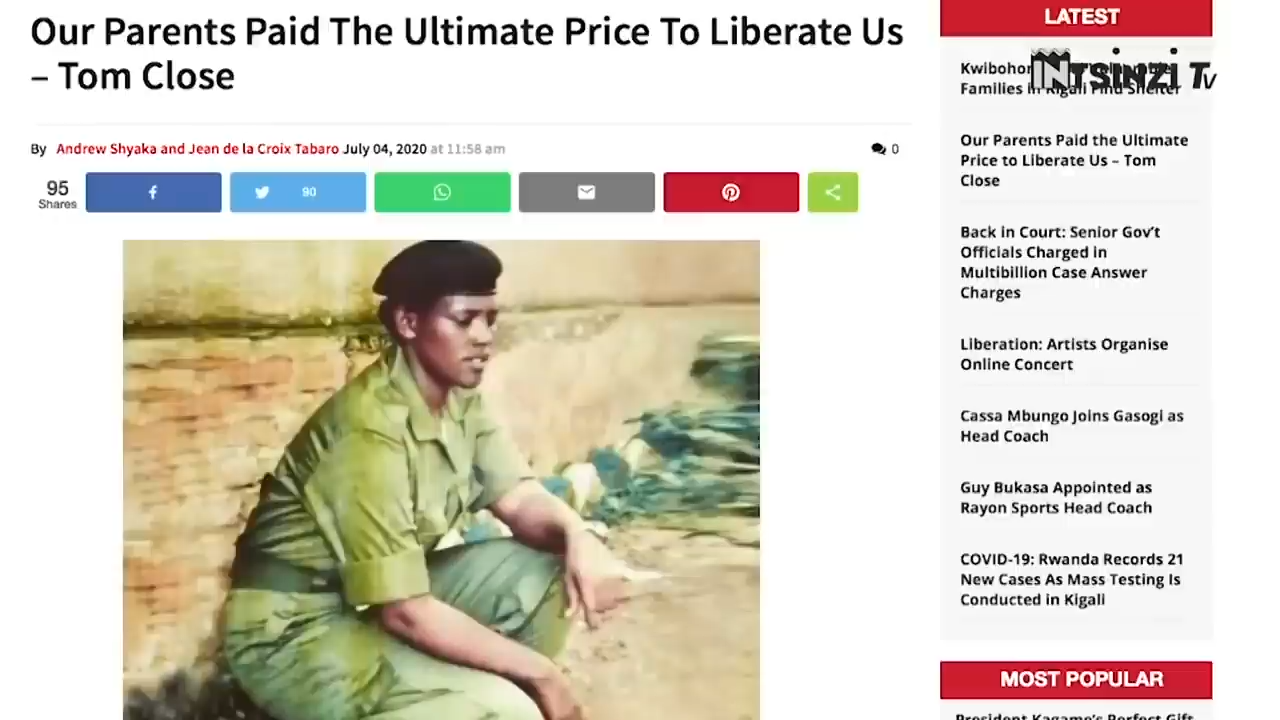 Our Parents Paid The Ultimate Price To Liberate Us
– Tom Close
By Andrew Shyaka and Jean de la Croix Tabaro July 04, 2020 at 11:58 am
0
95
Shares
90
LATEST
INTSINZI TV
Families in Kigali Find Shelter
Our Parents Paid the Ultimate
Price to Liberate Us – Tom
Close
Back in Court: Senior Gov't
Officials Charged in
Multibillion Case Answer
Charges
Liberation: Artists Organise
Online Concert
Cassa Mbungo Joins Gasogi as
Head Coach
Guy Bukasa Appointed as
Rayon Sports Head Coach
COVID-19: Rwanda Records 21
New Cases As Mass Testing Is
Conducted in Kigali
MOST POPULAR
President Kagame's Perfect Gift